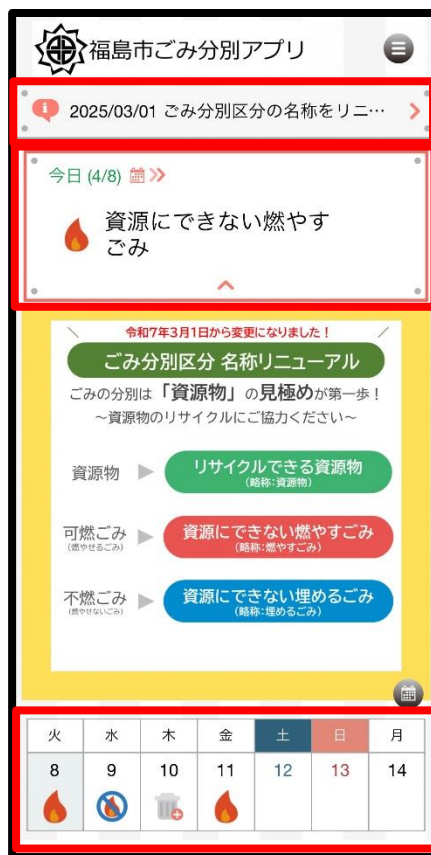 福島市ごみ分別アプリ
2025/03/01 ごみ分別区分の名称をリニ…
今日 (4/8)
資源にできない燃やす
ごみ
令和7年3月1日から変更になりました！
ごみ分別区分 名称リニューアル
ごみの分別は「資源物」の見極めが第一歩！
～資源物のリサイクルにご協力ください～
資源物 リサイクルできる資源物
(略称:資源物)
可燃ごみ 資源にできない燃やすごみ
(燃やせるごみ) (略称:燃やすごみ)
不燃ごみ 資源にできない埋めるごみ
(燃やせないごみ) (略称:埋めるごみ)
火 水 木 金 土 日 月
8 9 10 11 12 13 14